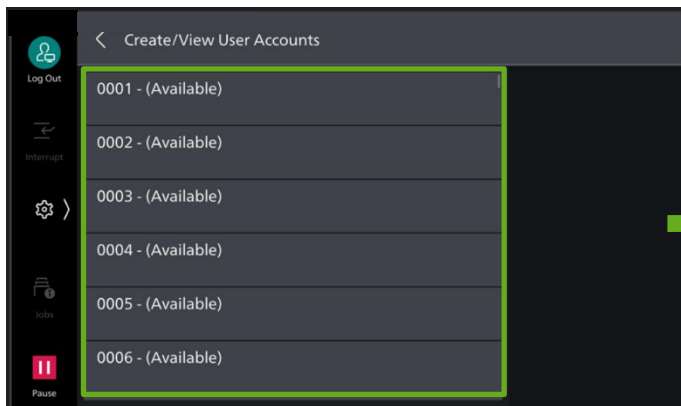 Create/View User Accounts
Log Out
0001 - (Available)
0002 - (Available)
Interrupt
0003 - (Available)
0004 - (Available)
0005 - (Available)
Jobs
0006 - (Available)
Pause